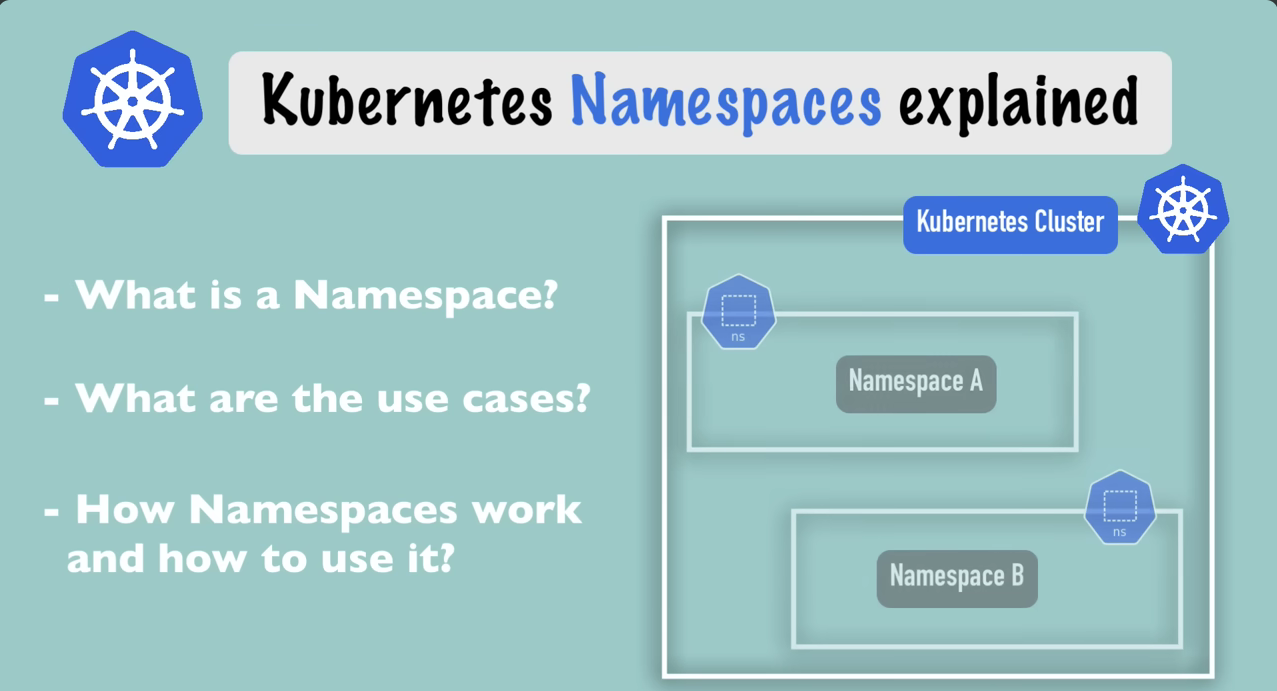 Kubernetes Namespaces explained
- What is a Namespace?
- What are the use cases?
- How Namespaces work
and how to use it?
Kubernetes Cluster
ns
Namespace A
ns
Namespace B